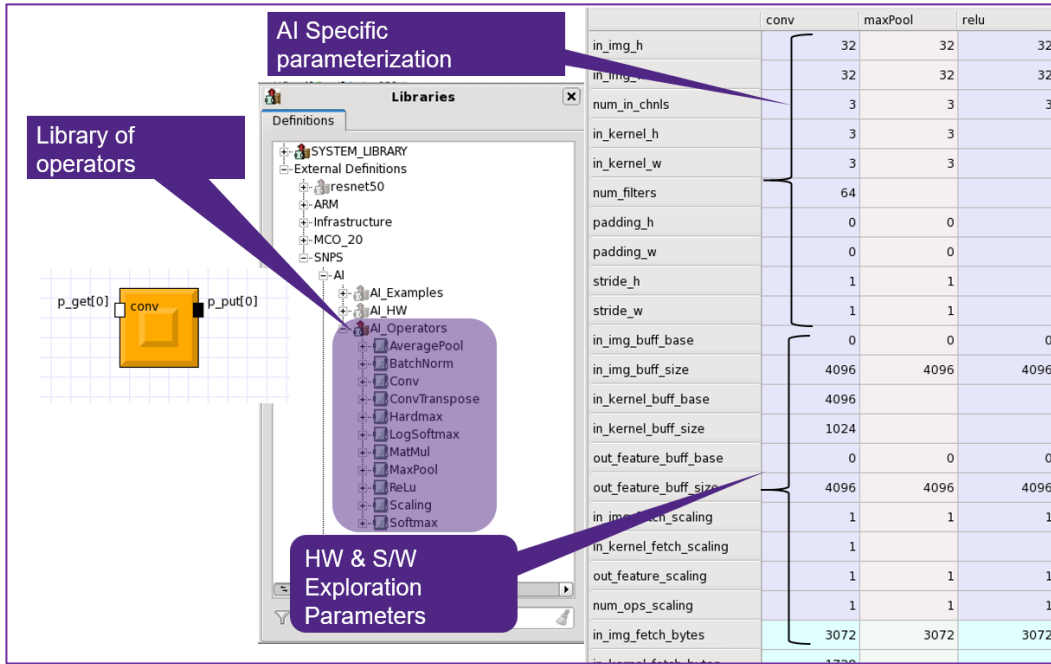 AI Specific
parameterization
Library of
operators
Libraries
Definitions
SYSTEM_LIBRARY
External Definitions
resnet50
ARM
Infrastructure
MCO_20
SNPS
AI
AI_Examples
AI_HW
AI_Operators
AveragePool
BatchNorm
Conv
ConvTranspose
Hardmax
LogSoftmax
MatMul
MaxPool
ReLu
Scaling
Softmax
p_get[0] conv p_put[0]
HW & S/W
Exploration
Parameters
conv maxPool relu
in_img_h 32 32 32
32 32 32
num_in_chnls 3 3 3
in_kernel_h 3 3
in_kernel_w 3 3
num_filters 64
padding_h 0 0
padding_w 0 0
stride_h 1 1
stride_w 1 1
in_img_buff_base 0 0 0
in_img_buff_size 4096 4096 4096
in_kernel_buff_base 4096
in_kernel_buff_size 1024
out_feature_buff_base 0 0 0
out_feature_buff_size 4096 4096 4096
in_img_fetch_scaling 1 1 1
in_kernel_fetch_scaling 1
out_feature_scaling 1 1 1
num_ops_scaling 1 1 1
in_img_fetch_bytes 3072 3072 3072